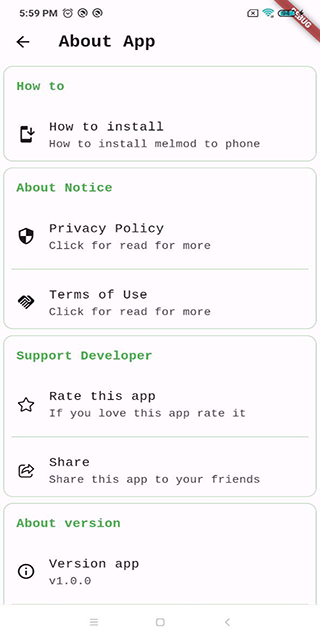 5:59 PM
DEBUG
About App
How to
How to install
How to install melmod to phone
About Notice
Privacy Policy
Click for read for more
Terms of Use
Click for read for more
Support Developer
Rate this app
If you love this app rate it
Share
Share this app to your friends
About version
Version app
v1.0.0